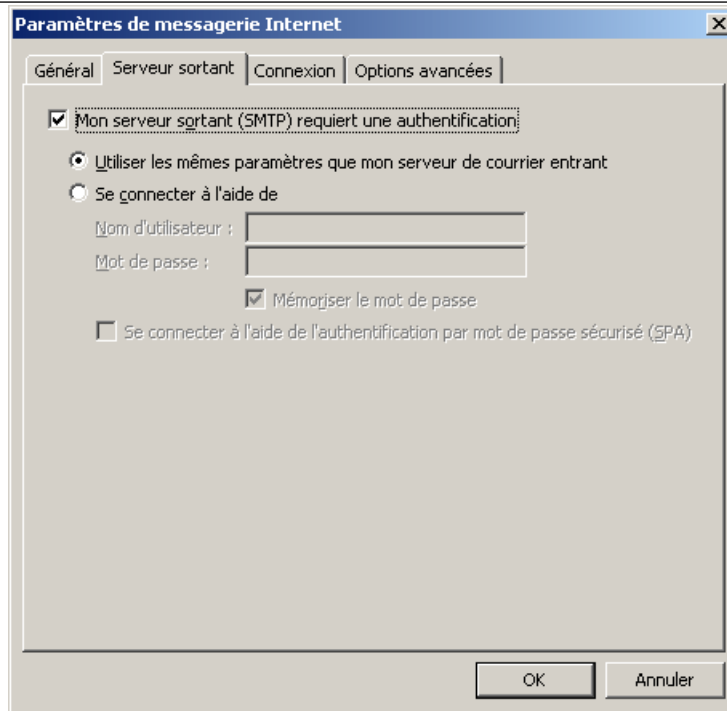 Paramètres de messagerie Internet
Général Serveur sortant Connexion Options avancées
Mon serveur sortant (SMTP) requiert une authentification
Utiliser les mêmes paramètres que mon serveur de courrier entrant
Se connecter à l'aide de
Nom d'utilisateur :
Mot de passe :
Mémoriser le mot de passe
Se connecter à l'aide de l'authentification par mot de passe sécurisé (SPA)
OK Annuler